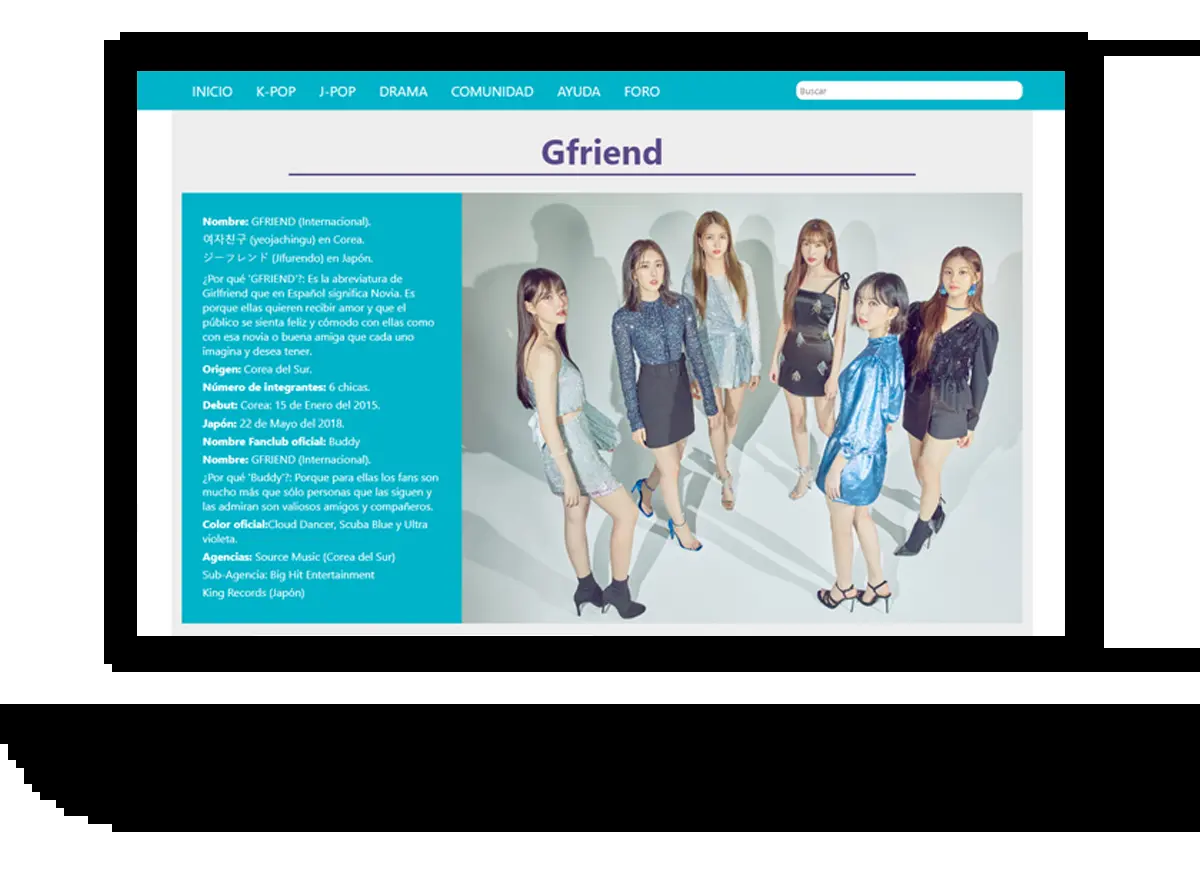 INICIO K-POP J-POP DRAMA COMUNIDAD AYUDA FORO Buscar
Gfriend
Nombre: GFRIEND (Internacional).
여자친구 (yeojachingu) en Corea.
ジーフレンド (JIfurendo) en Japón.
¿Por qué 'GFRIEND'?: Es la abreviatura de
Girlfriend que en Español significa Novia. Es
porque ellas quieren recibir amor y que el
público se sienta feliz y cómodo con ellas como
con esa novia o buena amiga que cada uno
imagina y desea tener.
Origen: Corea del Sur.
Número de integrantes: 6 chicas.
Debut: Corea: 15 de Enero del 2015.
Japón: 22 de Mayo del 2018.
Nombre Fanclub oficial: Buddy
Nombre: GFRIEND (Internacional).
¿Por qué 'Buddy'?: Porque para ellas los fans son
mucho más que sólo personas que las siguen y
las admiran son valiosos amigos y compañeros.
Color oficial:Cloud Dancer, Scuba Blue y Ultra
violeta.
Agencias: Source Music (Corea del Sur)
Sub-Agencia: Big Hit Entertainment
King Records (Japón)